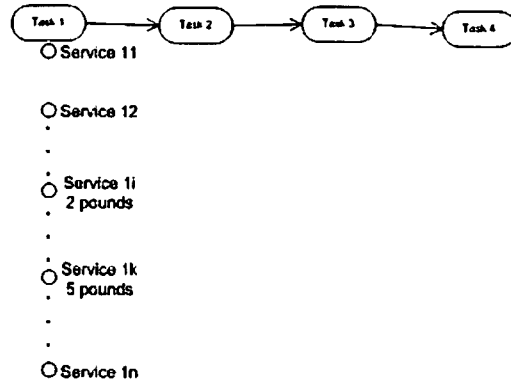 Task 1
Task 2
Task 3
Task 4
Service 11
Service 12
Service 1i
2 pounds
Service 1k
5 pounds
Service 1n